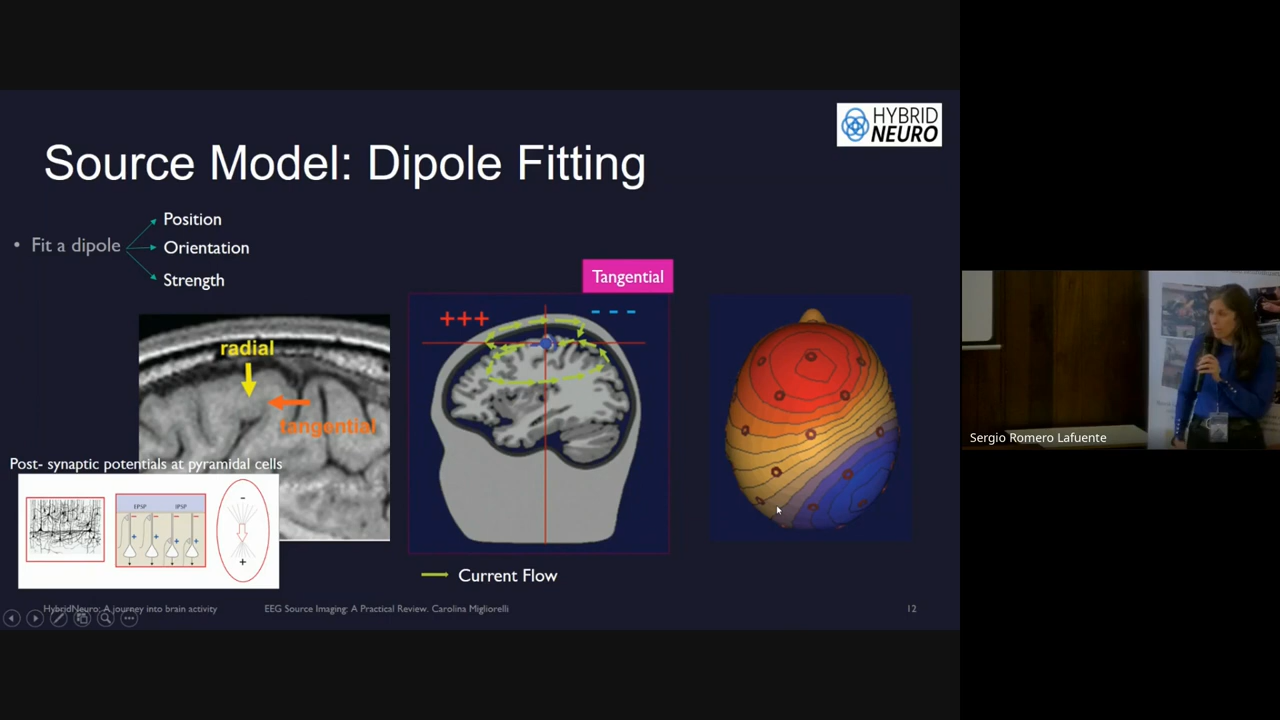 HYBRID
NEURO
Source Model: Dipole Fitting
• Fit a dipole
Position
Orientation
Strength
Tangential
+++
- - -
radial
tangential
Post- synaptic potentials at pyramidal cells
EPSP IPSP
-
+
Current Flow
HybridNeuro: A journey into brain activity
EEG Source Imaging: A Practical Review. Carolina Migliorelli
12
Sergio Romero Lafuente